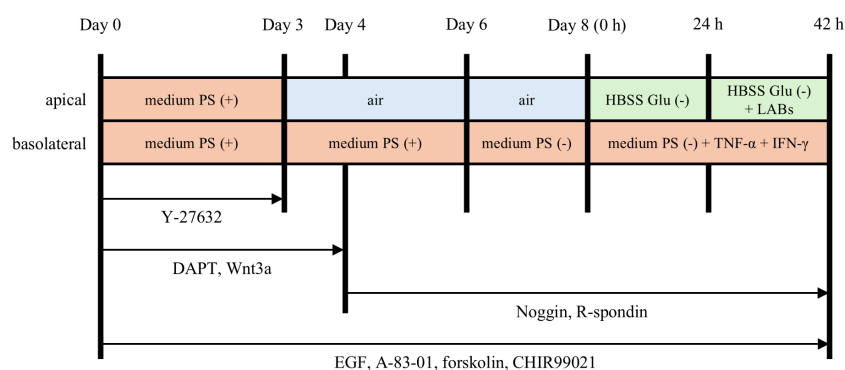 Day 0 Day 3 Day 4 Day 6 Day 8 (0 h) 24 h 42 h
apical medium PS (+) air air HBSS Glu (-) HBSS Glu (-)
+ LABs
basolateral medium PS (+) medium PS (+) medium PS (-) medium PS (-) + TNF-α + IFN-γ
Y-27632
DAPT, Wnt3a
Noggin, R-spondin
EGF, A-83-01, forskolin, CHIR99021